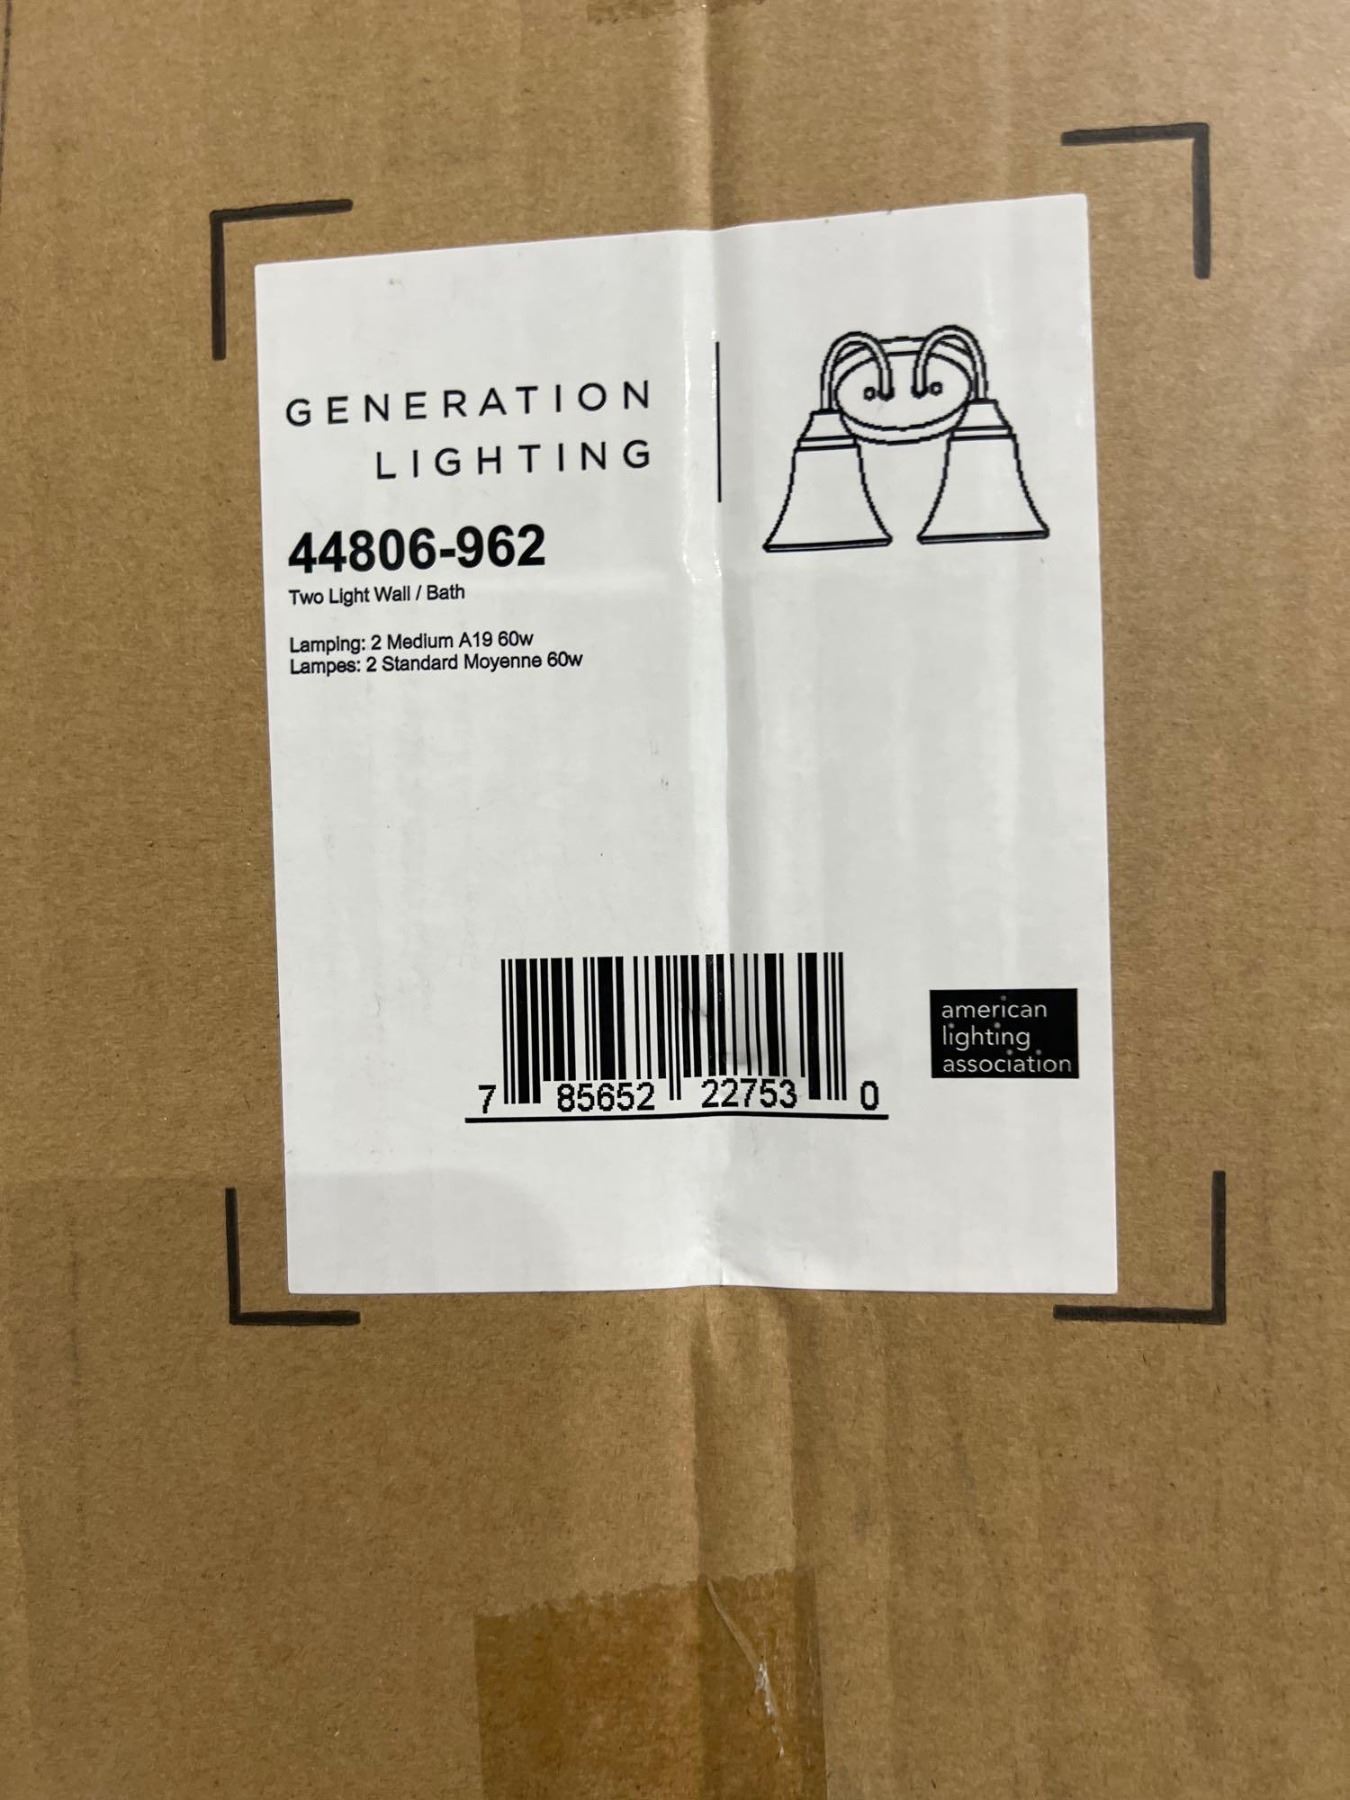 GENERATION
LIGHTING
44806-962
Two Light Wall / Bath
Lamping: 2 Medium A19 60w
Lampes: 2 Standard Moyenne 60w
7 85652 22753 0
american
lighting
association